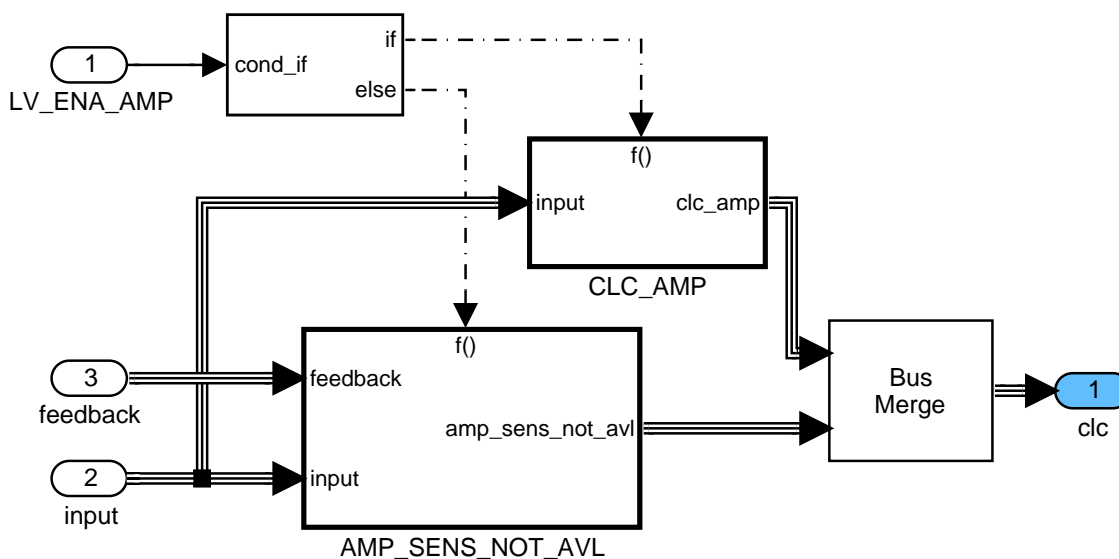 if
1
cond_if
else
LV_ENA_AMP
f()
input
clc_amp
CLC_AMP
f()
3
feedback
feedback
Bus
Merge
1
amp_sens_not_avl
clc
2
input
input
AMP_SENS_NOT_AVL